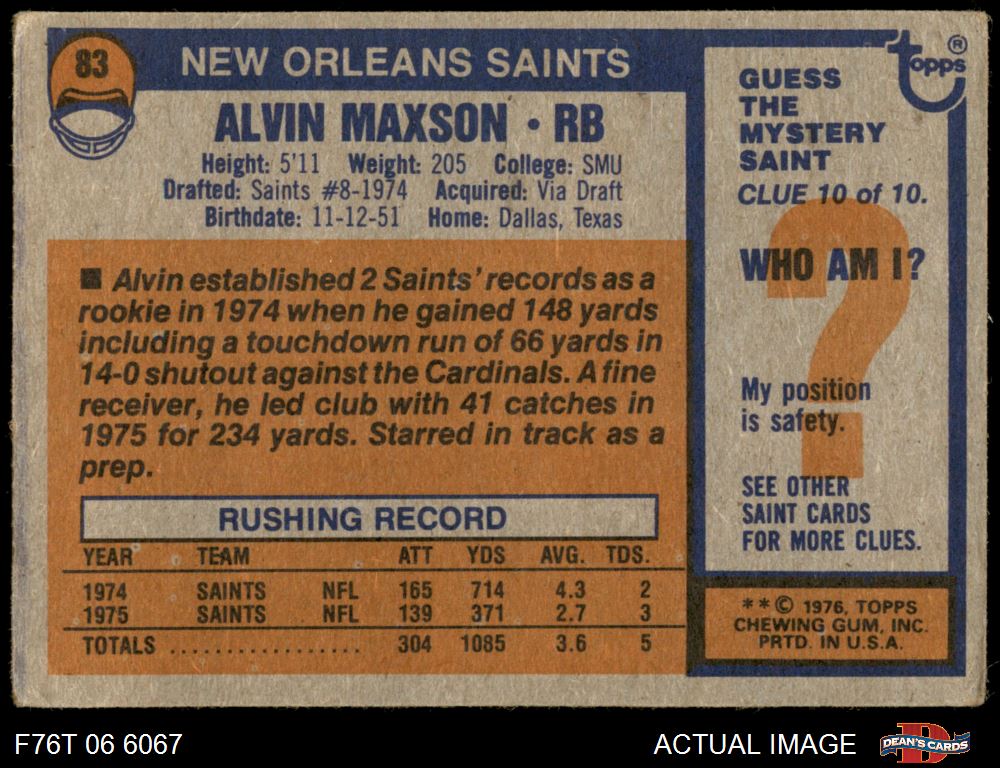 83
NEW ORLEANS SAINTS
ALVIN MAXSON • RB
Height: 5'11 Weight: 205 College: SMU
Drafted: Saints #8-1974 Acquired: Via Draft
Birthdate: 11-12-51 Home: Dallas, Texas
■ Alvin established 2 Saints' records as a
rookie in 1974 when he gained 148 yards
including a touchdown run of 66 yards in
14-0 shutout against the Cardinals. A fine
receiver, he led club with 41 catches in
1975 for 234 yards. Starred in track as a
prep.
RUSHING RECORD
YEAR TEAM ATT YDS AVG. TDS.
1974 SAINTS NFL 165 714 4.3 2
1975 SAINTS NFL 139 371 2.7 3
TOTALS ................. 304 1085 3.6 5
topps ®
GUESS
THE
MYSTERY
SAINT
CLUE 10 of 10.
?
WHO AM I?
My position
is safety.
SEE OTHER
SAINT CARDS
FOR MORE CLUES.
**© 1976, TOPPS
CHEWING GUM, INC.
PRTD. IN U.S.A.
F76T 06 6067
ACTUAL IMAGE
D
DEAN'S CARDS